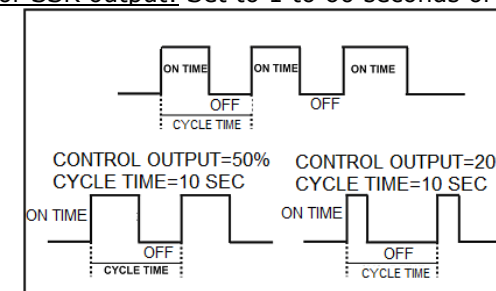 or SSR output: Set to 1 to 60 seconds or
ON TIME ON TIME ON TIME
OFF OFF
CYCLE TIME
CONTROL OUTPUT=50%
CYCLE TIME=10 SEC
ON TIME
OFF
CYCLE TIME
CONTROL OUTPUT=20
CYCLE TIME=10 SEC
ON TIME
OFF
CYCLE TIME